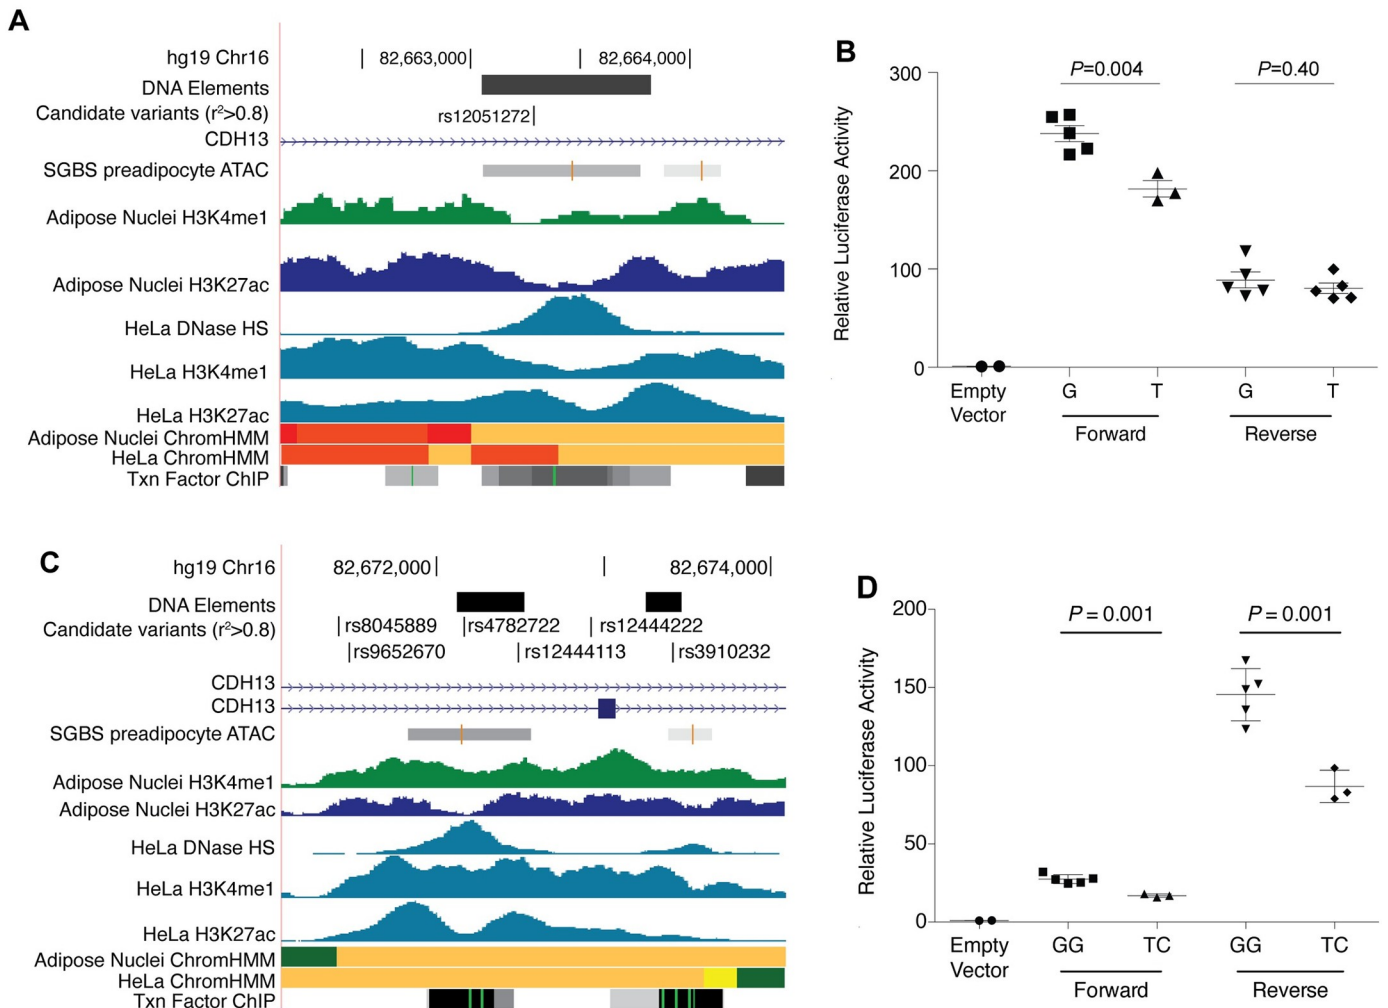 A
hg19 Chr16
82,663,000
82,664,000
DNA Elements
Candidate variants (r²>0.8)
rs12051272
CDH13
SGBS preadipocyte ATAC
Adipose Nuclei H3K4me1
Adipose Nuclei H3K27ac
HeLa DNase HS
HeLa H3K4me1
HeLa H3K27ac
Adipose Nuclei ChromHMM
HeLa ChromHMM
Txn Factor ChIP
B
P=0.004
P=0.40
Relative Luciferase Activity
300
200
100
0
Empty Vector
G
T
G
T
Forward
Reverse
C
hg19 Chr16
82,672,000
82,674,000
DNA Elements
Candidate variants (r²>0.8)
rs8045889
rs4782722
rs12444222
rs9652670
rs12444113
rs3910232
CDH13
CDH13
SGBS preadipocyte ATAC
Adipose Nuclei H3K4me1
Adipose Nuclei H3K27ac
HeLa DNase HS
HeLa H3K4me1
HeLa H3K27ac
Adipose Nuclei ChromHMM
HeLa ChromHMM
Txn Factor ChIP
D
P = 0.001
P = 0.001
Relative Luciferase Activity
200
150
100
50
0
Empty Vector
GG
TC
GG
TC
Forward
Reverse